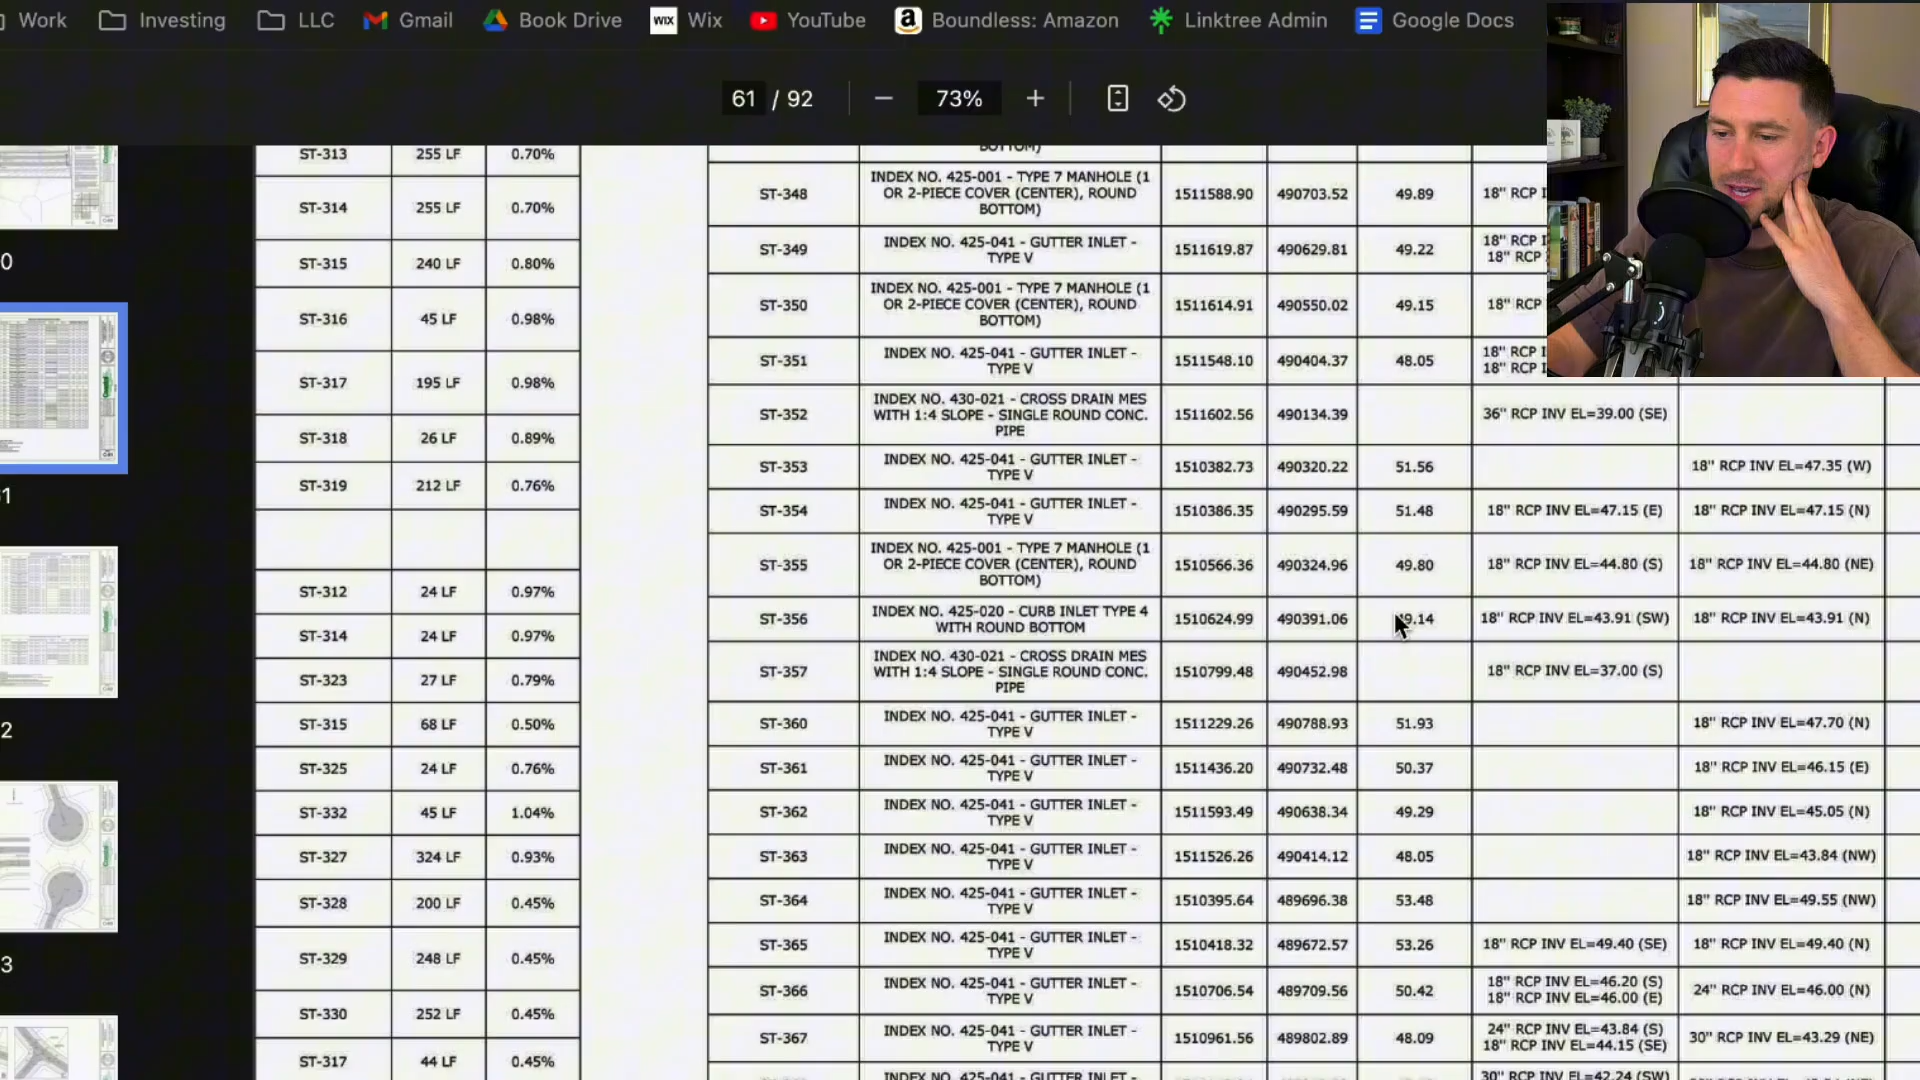 Work Investing LLC Gmail Book Drive WIX Wix YouTube Boundless: Amazon Linktree Admin Google Docs
61 / 92 73%
0
1
2
3
ST-313 255 LF 0.70%
ST-314 255 LF 0.70%
ST-315 240 LF 0.80%
ST-316 45 LF 0.98%
ST-317 195 LF 0.98%
ST-318 26 LF 0.89%
ST-319 212 LF 0.76%
ST-312 24 LF 0.97%
ST-314 24 LF 0.97%
ST-323 27 LF 0.79%
ST-315 68 LF 0.50%
ST-325 24 LF 0.76%
ST-332 45 LF 1.04%
ST-327 324 LF 0.93%
ST-328 200 LF 0.45%
ST-329 248 LF 0.45%
ST-330 252 LF 0.45%
ST-317 44 LF 0.45%
BOTTOM)
INDEX NO. 425-001 - TYPE 7 MANHOLE (1
ST-348 OR 2-PIECE COVER (CENTER), ROUND 1511588.90 490703.52 49.89 18" RCP
BOTTOM)
INDEX NO. 425-041 - GUTTER INLET - 18" RCP
ST-349 TYPE V 1511619.87 490629.81 49.22 18" RCP
INDEX NO. 425-001 - TYPE 7 MANHOLE (1
ST-350 OR 2-PIECE COVER (CENTER), ROUND 1511614.91 490550.02 49.15 18" RCP
BOTTOM)
INDEX NO. 425-041 - GUTTER INLET - 18" RCP
ST-351 TYPE V 1511548.10 490404.37 48.05 18" RCP
INDEX NO. 430-021 - CROSS DRAIN MES
ST-352 WITH 1:4 SLOPE - SINGLE ROUND CONC. 1511602.56 490134.39 36" RCP INV EL=39.00 (SE)
PIPE
INDEX NO. 425-041 - GUTTER INLET -
ST-353 TYPE V 1510382.73 490320.22 51.56 18" RCP INV EL=47.35 (W)
INDEX NO. 425-041 - GUTTER INLET -
ST-354 TYPE V 1510386.35 490295.59 51.48 18" RCP INV EL=47.15 (E) 18" RCP INV EL=47.15 (N)
INDEX NO. 425-001 - TYPE 7 MANHOLE (1
ST-355 OR 2-PIECE COVER (CENTER), ROUND 1510566.36 490324.96 49.80 18" RCP INV EL=44.80 (S) 18" RCP INV EL=44.80 (NE)
BOTTOM)
INDEX NO. 425-020 - CURB INLET TYPE 4
ST-356 WITH ROUND BOTTOM 1510624.99 490391.06 18" RCP INV EL=43.91 (SW) 18" RCP INV EL=43.91 (N)
INDEX NO. 430-021 - CROSS DRAIN MES
ST-357 WITH 1:4 SLOPE - SINGLE ROUND CONC. 1510799.48 490452.98 18" RCP INV EL=37.00 (S)
PIPE
INDEX NO. 425-041 - GUTTER INLET -
ST-360 TYPE V 1511229.26 490788.93 51.93 18" RCP INV EL=47.70 (N)
INDEX NO. 425-041 - GUTTER INLET -
ST-361 TYPE V 1511436.20 490732.48 50.37 18" RCP INV EL=46.15 (E)
INDEX NO. 425-041 - GUTTER INLET -
ST-362 TYPE V 1511593.49 490638.34 49.29 18" RCP INV EL=45.05 (N)
INDEX NO. 425-041 - GUTTER INLET -
ST-363 TYPE V 1511526.26 490414.12 48.05 18" RCP INV EL=43.84 (NW)
INDEX NO. 425-041 - GUTTER INLET -
ST-364 TYPE V 1510395.64 489696.38 53.48 18" RCP INV EL=49.55 (NW)
INDEX NO. 425-041 - GUTTER INLET -
ST-365 TYPE V 1510418.32 489672.57 53.26 18" RCP INV EL=49.40 (SE) 18" RCP INV EL=49.40 (N)
INDEX NO. 425-041 - GUTTER INLET - 18" RCP INV EL=46.20 (S)
ST-366 TYPE V 1510706.54 489709.56 50.42 18" RCP INV EL=46.00 (E) 24" RCP INV EL=46.00 (N)
INDEX NO. 425-041 - GUTTER INLET - 24" RCP INV EL=43.84 (S)
ST-367 TYPE V 1510961.56 489802.89 48.09 18" RCP INV EL=44.15 (SE) 30" RCP INV EL=43.29 (NE)
INDEX NO. 425-041 - GUTTER INLET - 30" RCP INV EL=42.24 (SW)